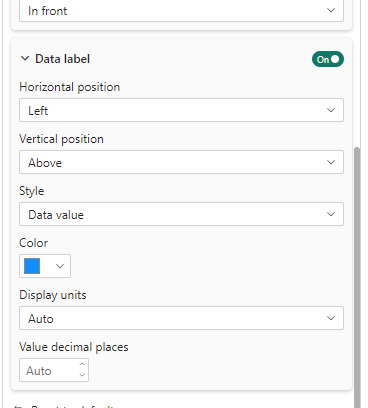 In front
Data label
On
Horizontal position
Left
Vertical position
Above
Style
Data value
Color
Display units
Auto
Value decimal places
Auto